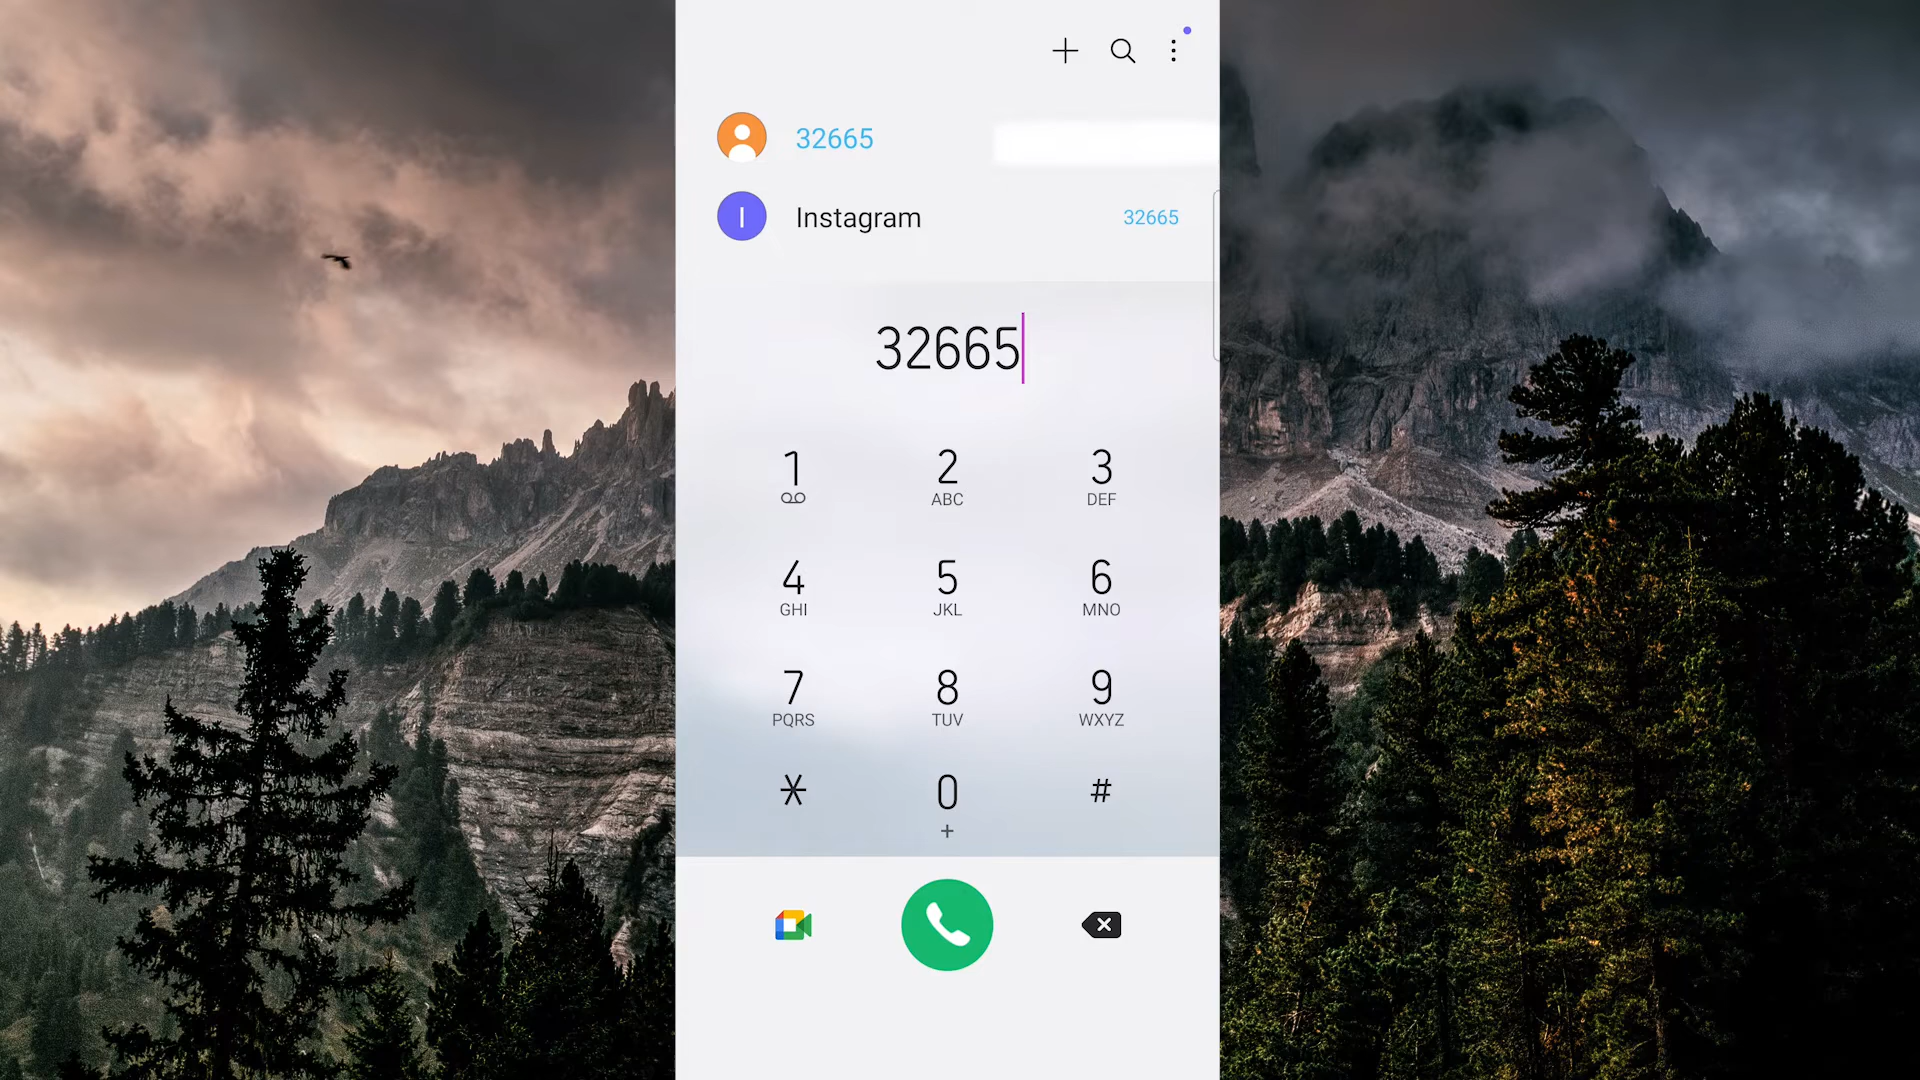 32665
I Instagram 32665
32665
1 2 3
ABC DEF
4 5 6
GHI JKL MNO
7 8 9
PQRS TUV WXYZ
* 0 #
+